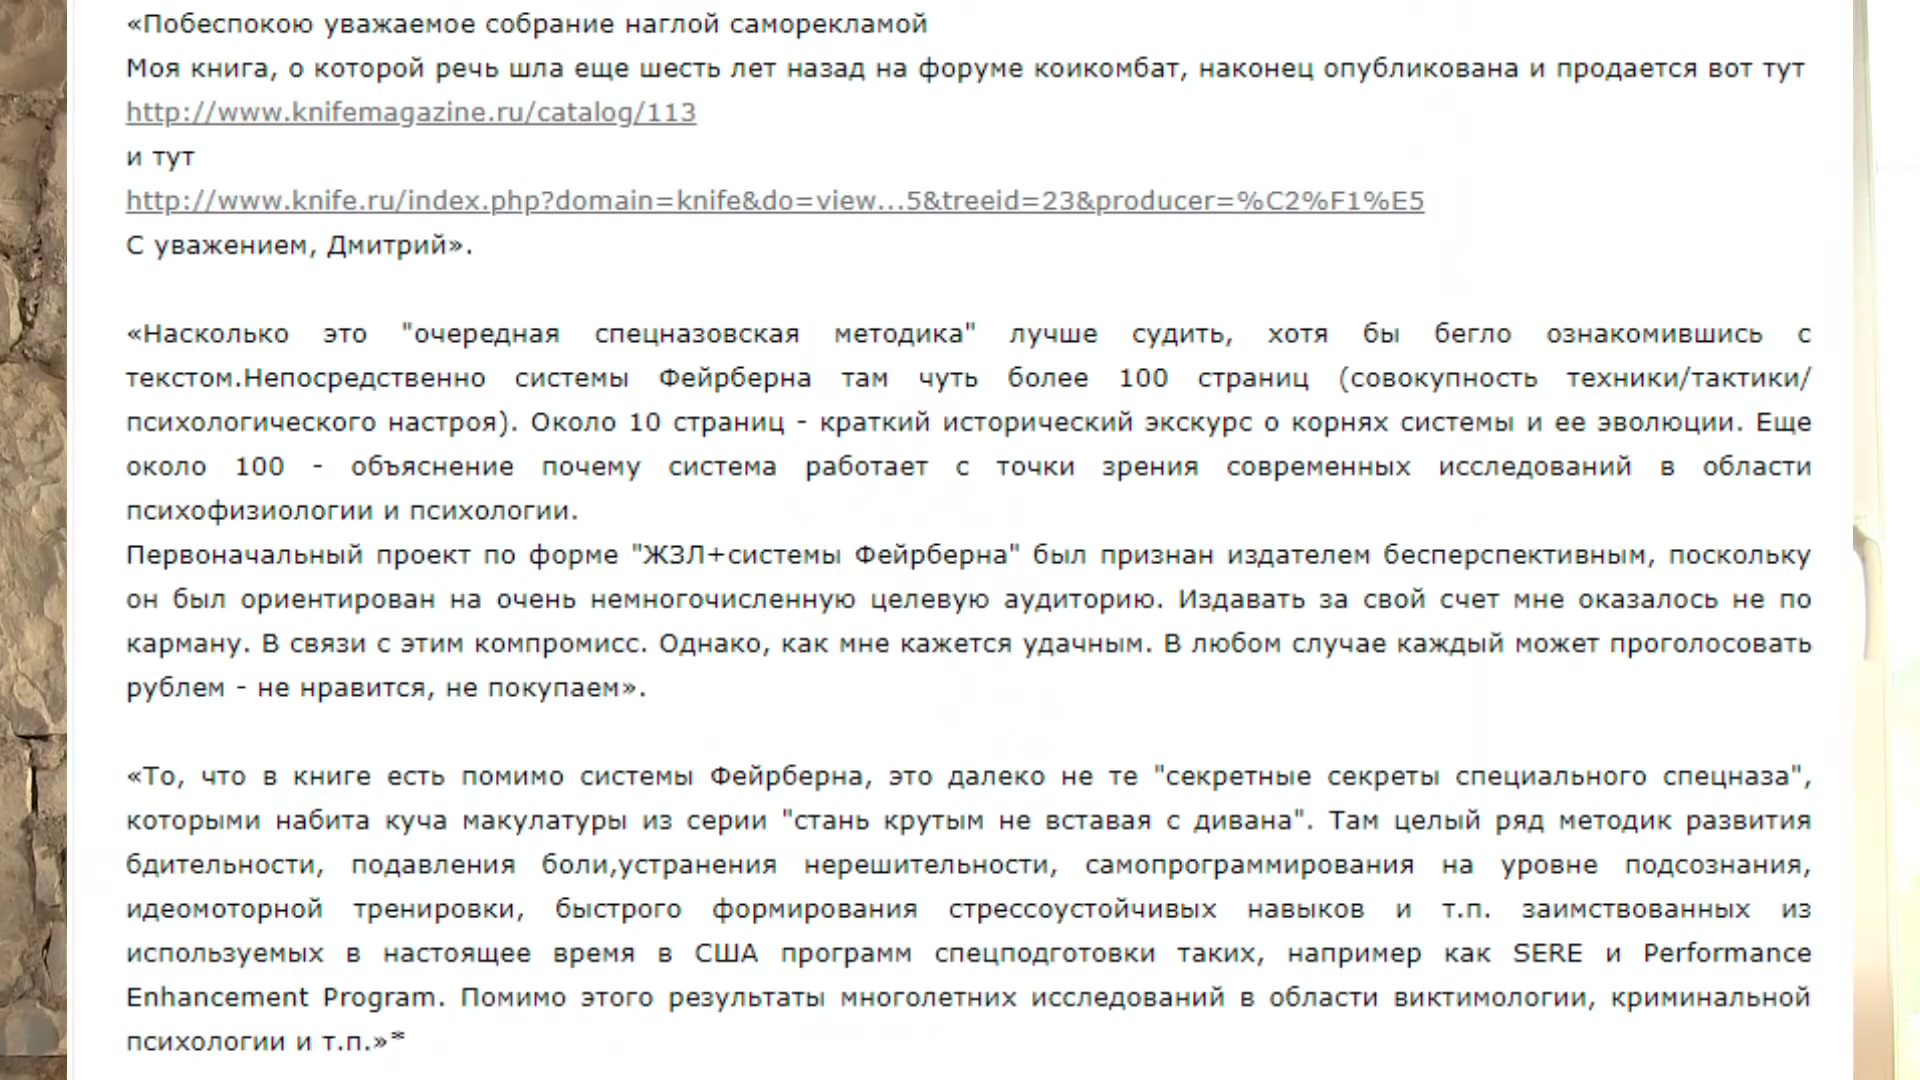 «Побеспокою уважаемое собрание наглой саморекламой
Моя книга, о которой речь шла еще шесть лет назад на форуме коикомбат, наконец опубликована и продается вот тут
http://www.knifemagazine.ru/catalog/113
и тут
http://www.knife.ru/index.php?domain=knife&do=view...5&treeid=23&producer=%C2%F1%E5
С уважением, Дмитрий».
«Насколько это "очередная спецназовская методика" лучше судить, хотя бы бегло ознакомившись с
текстом.Непосредственно системы Фейрберна там чуть более 100 страниц (совокупность техники/тактики/
психологического настроя). Около 10 страниц - краткий исторический экскурс о корнях системы и ее эволюции. Еще
около 100 - объяснение почему система работает с точки зрения современных исследований в области
психофизиологии и психологии.
Первоначальный проект по форме "ЖЗЛ+системы Фейрберна" был признан издателем бесперспективным, поскольку
он был ориентирован на очень немногочисленную целевую аудиторию. Издавать за свой счет мне оказалось не по
карману. В связи с этим компромисс. Однако, как мне кажется удачным. В любом случае каждый может проголосовать
рублем - не нравится, не покупаем».
«То, что в книге есть помимо системы Фейрберна, это далеко не те "секретные секреты специального спецназа",
которыми набита куча макулатуры из серии "стань крутым не вставая с дивана". Там целый ряд методик развития
бдительности, подавления боли,устранения нерешительности, самопрограммирования на уровне подсознания,
идеомоторной тренировки, быстрого формирования стрессоустойчивых навыков и т.п. заимствованных из
используемых в настоящее время в США программ спецподготовки таких, например как SERE и Performance
Enhancement Program. Помимо этого результаты многолетних исследований в области виктимологии, криминальной
психологии и т.п.»*